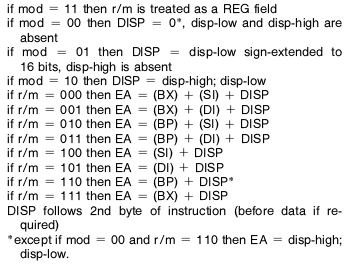 if mod = 11 then r/m is treated as a REG field
if mod = 00 then DISP = 0*, disp-low and disp-high are
absent
if mod = 01 then DISP = disp-low sign-extended to
16 bits, disp-high is absent
if mod = 10 then DISP = disp-high; disp-low
if r/m = 000 then EA = (BX) + (SI) + DISP
if r/m = 001 then EA = (BX) + (DI) + DISP
if r/m = 010 then EA = (BP) + (SI) + DISP
if r/m = 011 then EA = (BP) + (DI) + DISP
if r/m = 100 then EA = (SI) + DISP
if r/m = 101 then EA = (DI) + DISP
if r/m = 110 then EA = (BP) + DISP*
if r/m = 111 then EA = (BX) + DISP
DISP follows 2nd byte of instruction (before data if re-
quired)
*except if mod = 00 and r/m = 110 then EA = disp-high;
disp-low.